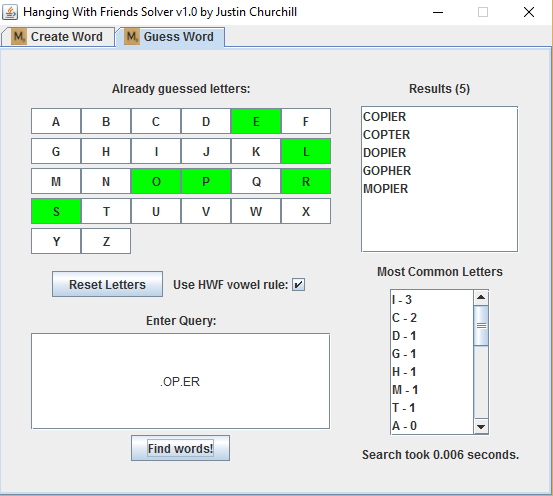 Hanging With Friends Solver v1.0 by Justin Churchill
Create Word Guess Word
Already guessed letters:
A B C D E F
G H I J K L
M N O P Q R
S T U V W X
Y Z
Reset Letters Use HWF vowel rule:
Enter Query:
.OP.ER
Find words!
Results (5)
COPIER
COPTER
DOPIER
GOPHER
MOPIER
Most Common Letters
I - 3
C - 2
D - 1
G - 1
H - 1
M - 1
T - 1
A - 0
Search took 0.006 seconds.